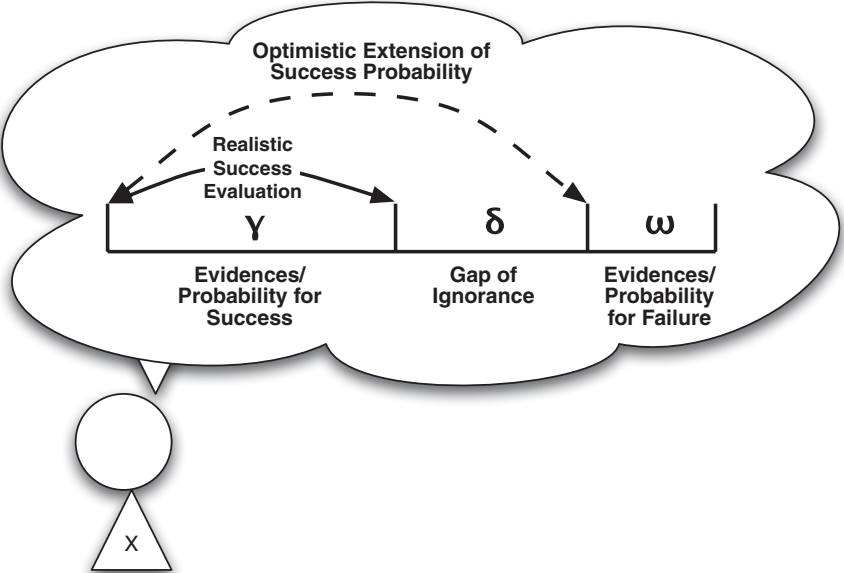 Optimistic Extension of
Success Probability
Realistic
Success
Evaluation
γ
δ
ω
Evidences/
Probability for
Success
Gap of
Ignorance
Evidences/
Probability
for Failure
X